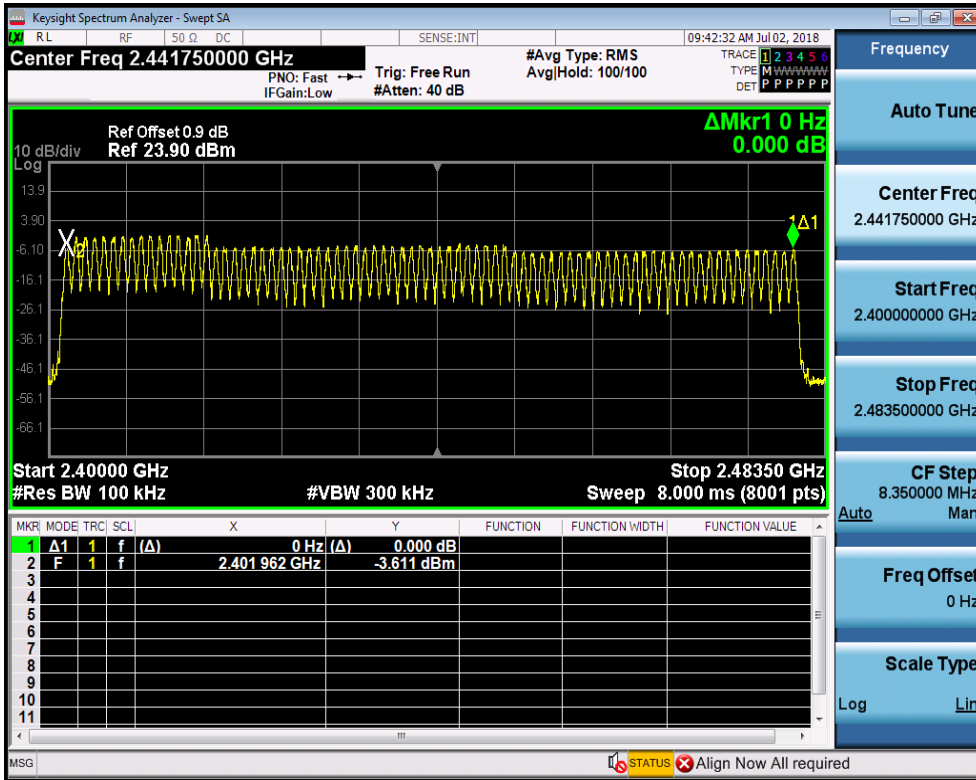 Keysight Spectrum Analyzer - Swept SA
LXI RL RF 50 Ω DC SENSE:INT 09:42:32 AM Jul 02, 2018
Center Freq 2.441750000 GHz
PNO: Fast
IFGain:Low
Trig: Free Run
#Atten: 40 dB
#Avg Type: RMS
Avg|Hold: 100/100
TRACE 1 2 3 4 5 6
TYPE M WWWWW
DET P P P P P P
ΔMkr1 0 Hz
0.000 dB
Ref Offset 0.9 dB
10 dB/div Ref 23.90 dBm
Log
13.9
3.90
-6.10
-16.1
-26.1
-36.1
-46.1
-56.1
-66.1
X2
1Δ1
Start 2.40000 GHz Stop 2.48350 GHz
#Res BW 100 kHz #VBW 300 kHz Sweep 8.000 ms (8001 pts)
MKR MODE TRC SCL X Y FUNCTION FUNCTION WIDTH FUNCTION VALUE
1 Δ1 1 f (Δ) 0 Hz (Δ) 0.000 dB
2 F 1 f 2.401 962 GHz -3.611 dBm
3
4
5
6
7
8
9
10
11
MSG STATUS Align Now All required
Frequency
Auto Tune
Center Freq
2.441750000 GHz
Start Freq
2.400000000 GHz
Stop Freq
2.483500000 GHz
CF Step
8.350000 MHz
Auto Man
Freq Offset
0 Hz
Scale Type
Log Lin